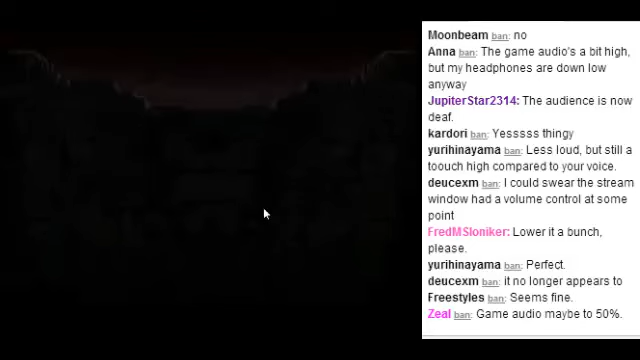 Moonbeam ban: no
Anna ban: The game audio's a bit high,
but my headphones are down low
anyway
JupiterStar2314: The audience is now
deaf.
kardori ban: Yesssss thingy
yurihinayama ban: Less loud, but still a
toouch high compared to your voice.
deucexm ban: I could swear the stream
window had a volume control at some
point
FredMSloniker: Lower it a bunch,
please.
yurihinayama ban: Perfect.
deucexm ban: it no longer appears to
Freestyles ban: Seems fine.
Zeal ban: Game audio maybe to 50%.